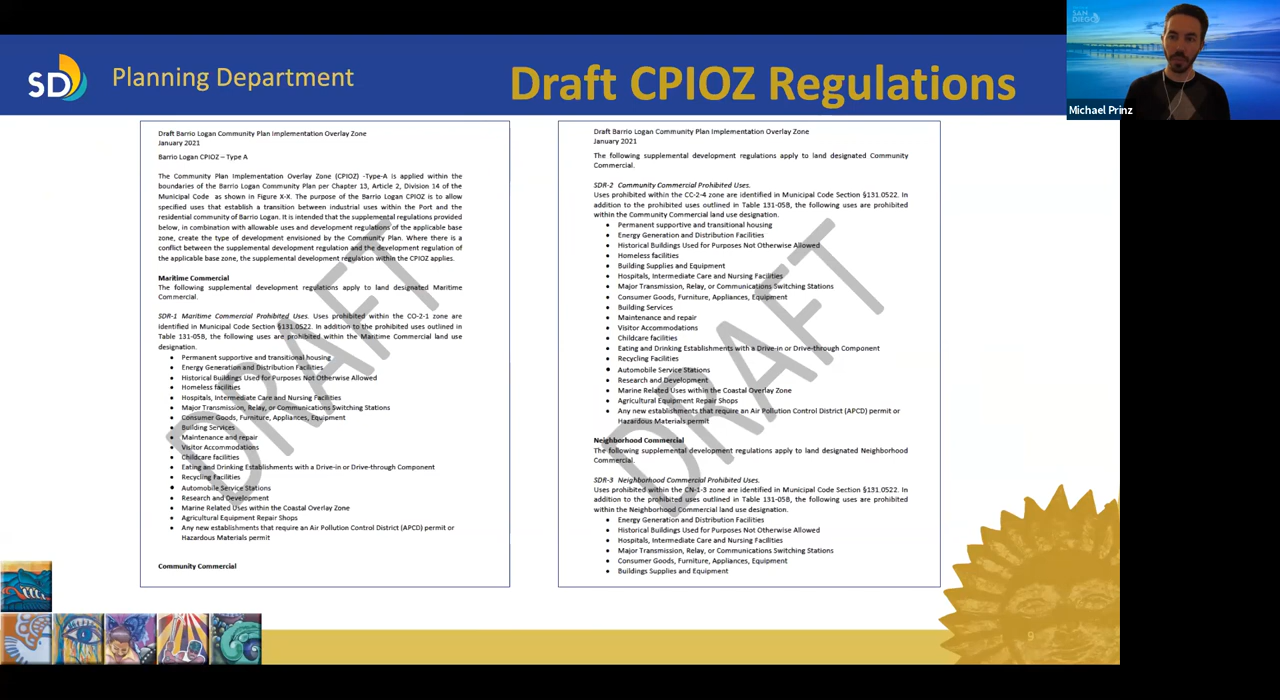 SD
Planning Department
Draft CPIOZ Regulations
SAN DIEGO
Michael Prinz
Draft Barrio Logan Community Plan Implementation Overlay Zone
January 2021
Barrio Logan CPIOZ – Type A
The Community Plan Implementation Overlay Zone (CPIOZ) -Type-A is applied within the
boundaries of the Barrio Logan Community Plan per Chapter 13, Article 2, Division 14 of the
Municipal Code as shown in Figure X-X. The purpose of the Barrio Logan CPIOZ is to allow
specified uses that establish a transition between industrial uses within the Port and the
residential community of Barrio Logan. It is intended that the supplemental regulations provided
below, in combination with allowable uses and development regulations of the applicable base
zone, create the type of development envisioned by the Community Plan. Where there is a
conflict between the supplemental development regulation and the development regulation of
the applicable base zone, the supplemental development regulation within the CPIOZ applies.
Maritime Commercial
The following supplemental development regulations apply to land designated Maritime
Commercial.
SDR-1 Maritime Commercial Prohibited Uses. Uses prohibited within the CO-2-1 zone are
identified in Municipal Code Section §131.0522. In addition to the prohibited uses outlined in
Table 131-05B, the following uses are prohibited within the Maritime Commercial land use
designation.
• Permanent supportive and transitional housing
• Energy Generation and Distribution Facilities
• Historical Buildings Used for Purposes Not Otherwise Allowed
• Homeless facilities
• Hospitals, Intermediate Care and Nursing Facilities
• Major Transmission, Relay, or Communications Switching Stations
• Consumer Goods, Furniture, Appliances, Equipment
• Building Services
• Maintenance and repair
• Visitor Accommodations
• Childcare facilities
• Eating and Drinking Establishments with a Drive-in or Drive-through Component
• Recycling Facilities
• Automobile Service Stations
• Research and Development
• Marine Related Uses within the Coastal Overlay Zone
• Agricultural Equipment Repair Shops
• Any new establishments that require an Air Pollution Control District (APCD) permit or
Hazardous Materials permit
Community Commercial
DRAFT
Draft Barrio Logan Community Plan Implementation Overlay Zone
January 2021
The following supplemental development regulations apply to land designated Community
Commercial.
SDR-2 Community Commercial Prohibited Uses.
Uses prohibited within the CC-2-4 zone are identified in Municipal Code Section §131.0522. In
addition to the prohibited uses outlined in Table 131-05B, the following uses are prohibited
within the Community Commercial land use designation.
• Permanent supportive and transitional housing
• Energy Generation and Distribution Facilities
• Historical Buildings Used for Purposes Not Otherwise Allowed
• Homeless facilities
• Building Supplies and Equipment
• Hospitals, Intermediate Care and Nursing Facilities
• Major Transmission, Relay, or Communications Switching Stations
• Consumer Goods, Furniture, Appliances, Equipment
• Building Services
• Maintenance and repair
• Visitor Accommodations
• Childcare facilities
• Eating and Drinking Establishments with a Drive-in or Drive-through Component
• Recycling Facilities
• Automobile Service Stations
• Research and Development
• Marine Related Uses within the Coastal Overlay Zone
• Agricultural Equipment Repair Shops
• Any new establishments that require an Air Pollution Control District (APCD) permit or
Hazardous Materials permit
Neighborhood Commercial
The following supplemental development regulations apply to land designated Neighborhood
Commercial.
SDR-3 Neighborhood Commercial Prohibited Uses.
Uses prohibited within the CN-1-3 zone are identified in Municipal Code Section §131.0522. In
addition to the prohibited uses outlined in Table 131-05B, the following uses are prohibited
within the Neighborhood Commercial land use designation.
• Energy Generation and Distribution Facilities
• Historical Buildings Used for Purposes Not Otherwise Allowed
• Hospitals, Intermediate Care and Nursing Facilities
• Major Transmission, Relay, or Communications Switching Stations
• Consumer Goods, Furniture, Appliances, Equipment
• Buildings Supplies and Equipment
DRAFT
9